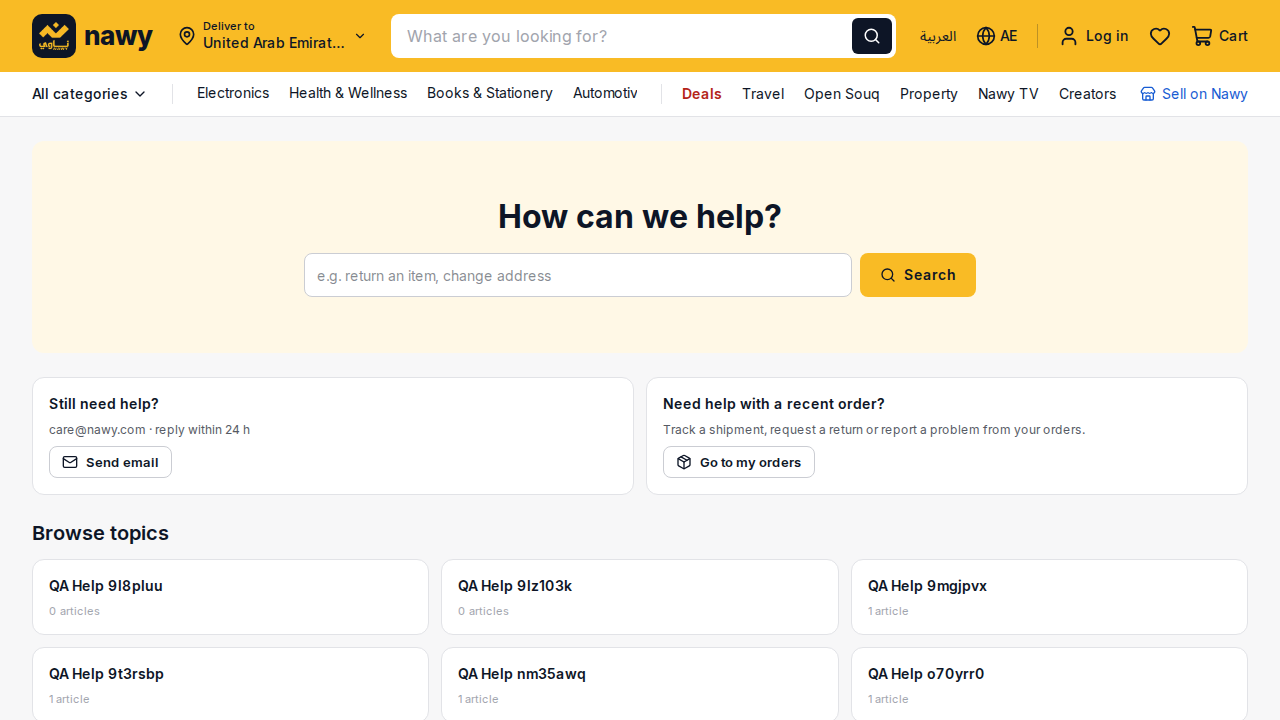 ناوي
NAWY
nawy
Deliver to
United Arab Emirat...
What are you looking for?
العربية
AE
Log in
Cart
All categories
Electronics
Health & Wellness
Books & Stationery
Automotiv
Deals
Travel
Open Souq
Property
Nawy TV
Creators
Sell on Nawy
How can we help?
e.g. return an item, change address
Search
Still need help?
care@nawy.com · reply within 24 h
Send email
Need help with a recent order?
Track a shipment, request a return or report a problem from your orders.
Go to my orders
Browse topics
QA Help 9l8pluu
0 articles
QA Help 9lz103k
0 articles
QA Help 9mgjpvx
1 article
QA Help 9t3rsbp
1 article
QA Help nm35awq
1 article
QA Help o70yrr0
1 article